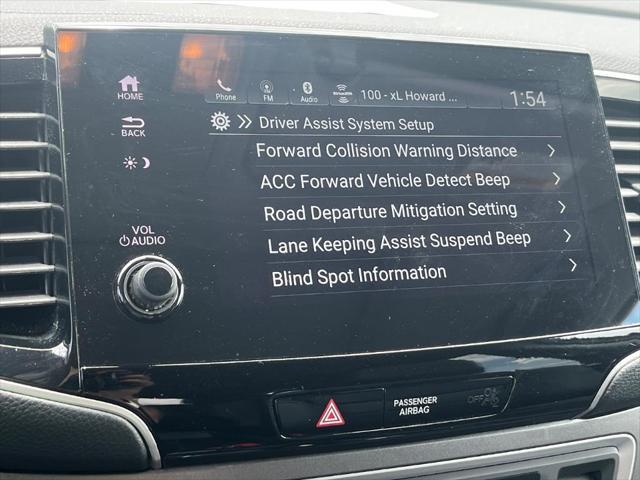 HOME
BACK
VOL
AUDIO
Phone
FM
Audio
SiriusXM
100 - xL Howard ...
1:54
Driver Assist System Setup
Forward Collision Warning Distance
ACC Forward Vehicle Detect Beep
Road Departure Mitigation Setting
Lane Keeping Assist Suspend Beep
Blind Spot Information
PASSENGER
AIRBAG
OFF